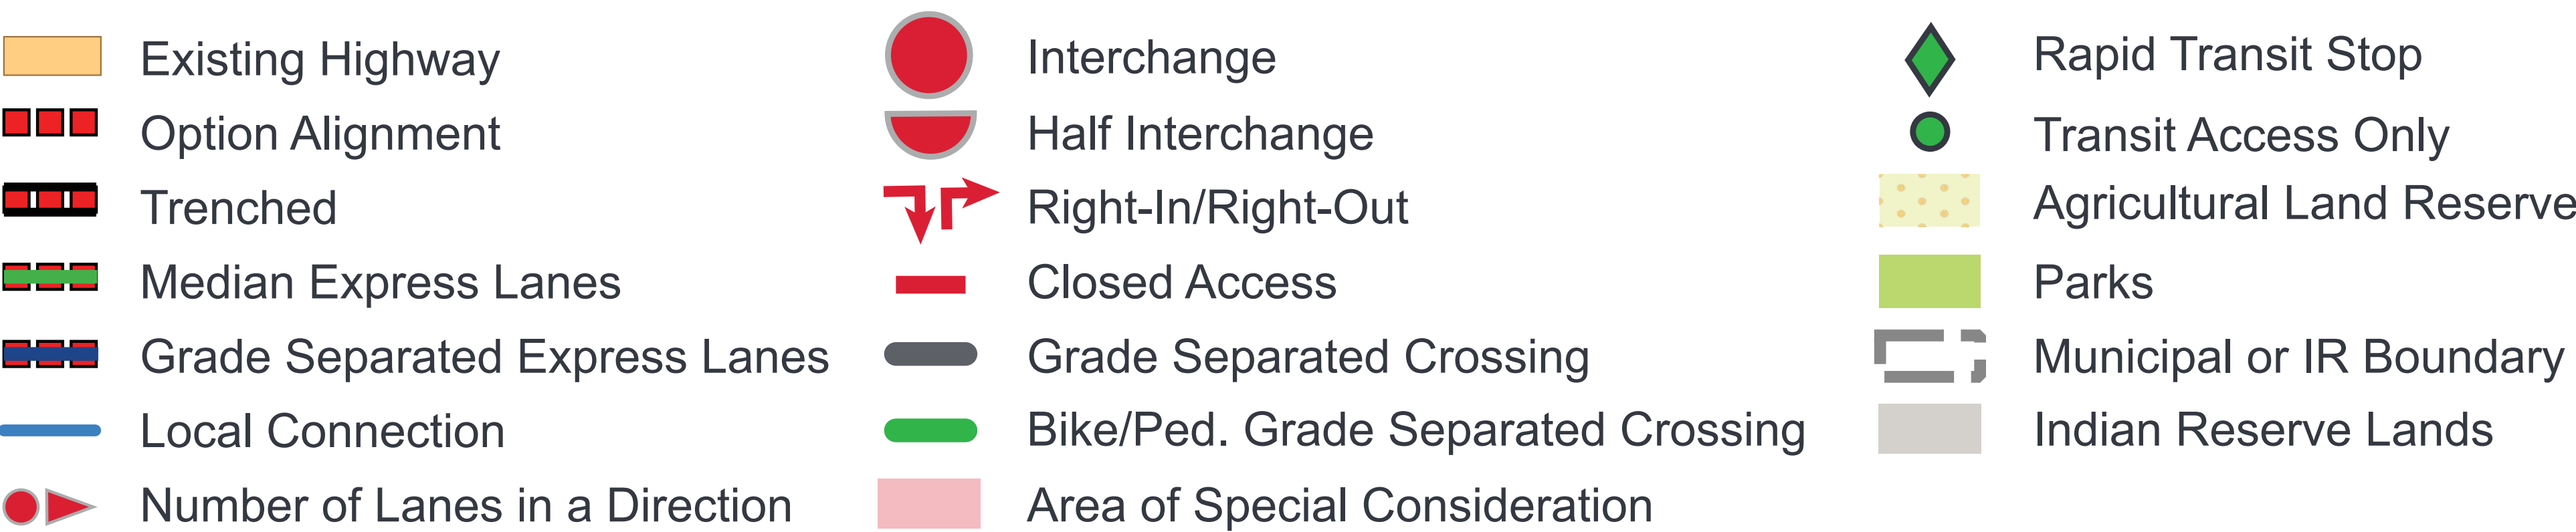 Existing Highway
Option Alignment
Trenched
Median Express Lanes
Grade Separated Express Lanes
Local Connection
Number of Lanes in a Direction
Interchange
Half Interchange
Right-In/Right-Out
Closed Access
Grade Separated Crossing
Bike/Ped. Grade Separated Crossing
Area of Special Consideration
Rapid Transit Stop
Transit Access Only
Agricultural Land Reserve
Parks
Municipal or IR Boundary
Indian Reserve Lands